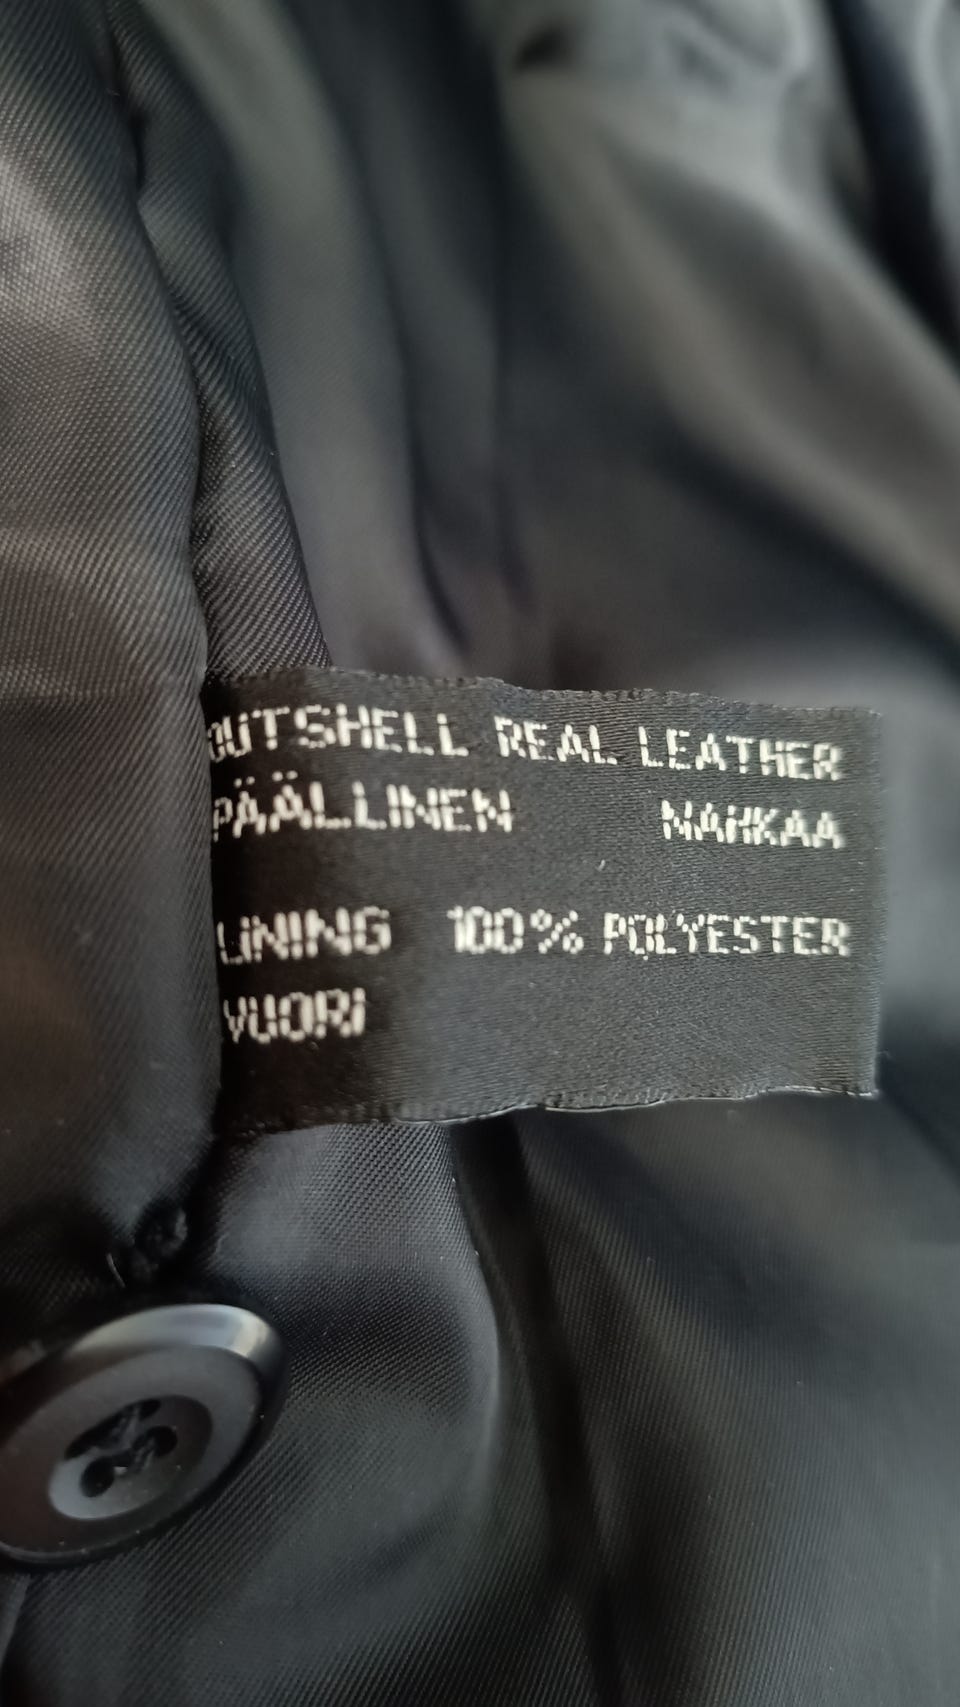 OUTSHELL REAL LEATHER
PÄÄLLINEN NAHKAA
LINING 100% POLYESTER
VUORI